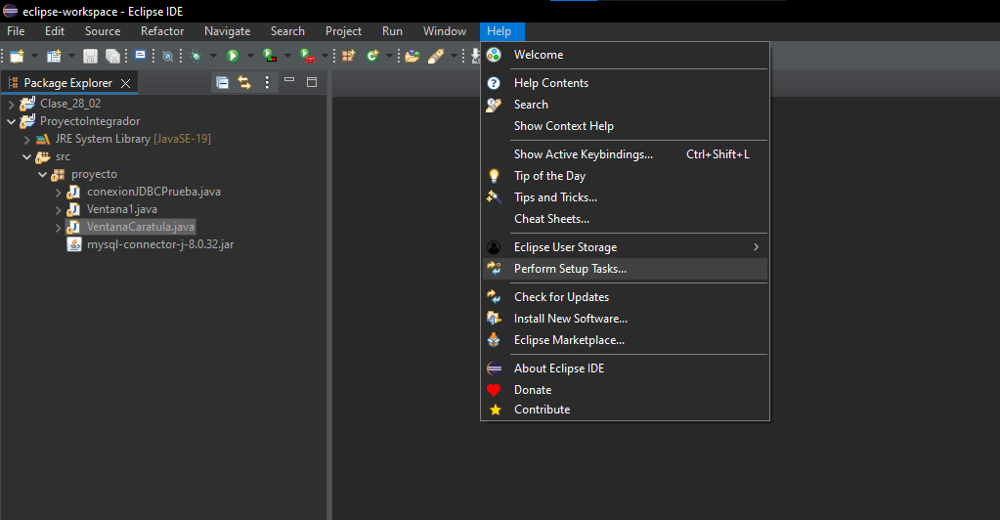 eclipse-workspace - Eclipse IDE
File Edit Source Refactor Navigate Search Project Run Window Help
Package Explorer
Clase_28_02
ProyectoIntegrador
JRE System Library [JavaSE-19]
src
proyecto
conexionJDBCPrueba.java
Ventana1.java
VentanaCaratula.java
mysql-connector-j-8.0.32.jar
Welcome
Help Contents
Search
Show Context Help
Show Active Keybindings... Ctrl+Shift+L
Tip of the Day
Tips and Tricks...
Cheat Sheets...
Eclipse User Storage
Perform Setup Tasks...
Check for Updates
Install New Software...
Eclipse Marketplace...
About Eclipse IDE
Donate
Contribute